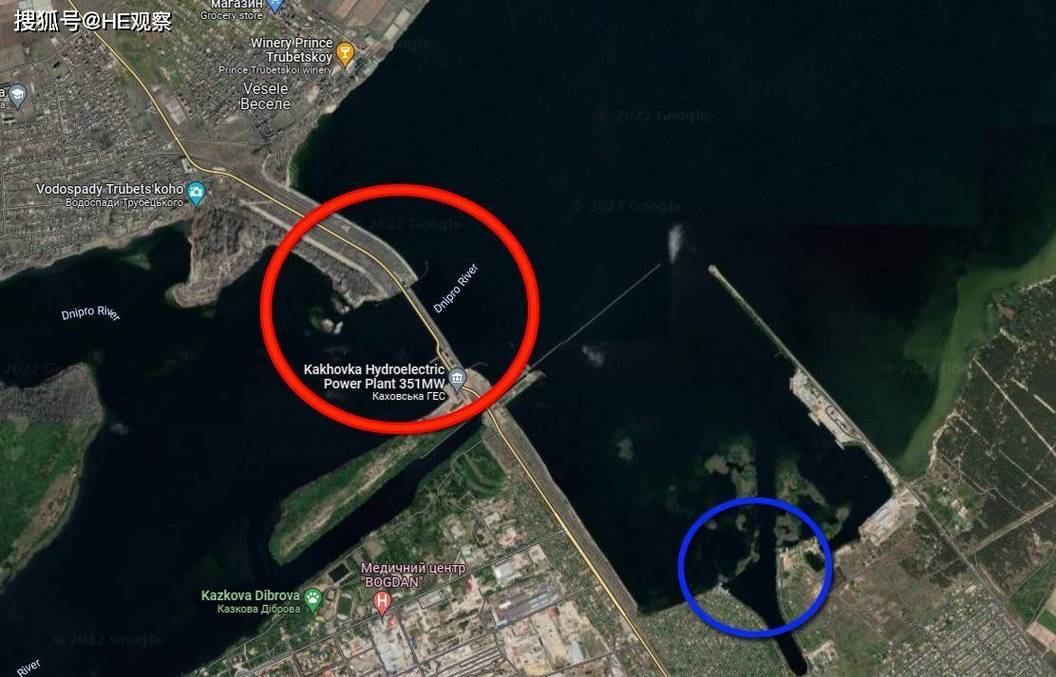 搜狐号@HE观察
магазин
Grocery store
Winery Prince
Trubetskoy
Prince Trubetskoi winery
Vesele
Веселе
a
a
© 2022 Google
Vodospady Trubets'koho
Водоспади Трубецького
© 2022 Google
2022 Google
Dnipro River
Dnipro River
Kakhovka Hydroelectric
Power Plant 351MW
Каховська ГЕС
Медичний центр
"BOGDAN"
H
Kazkova Dibrova
Казкова Діброва
© 2022 Google
River